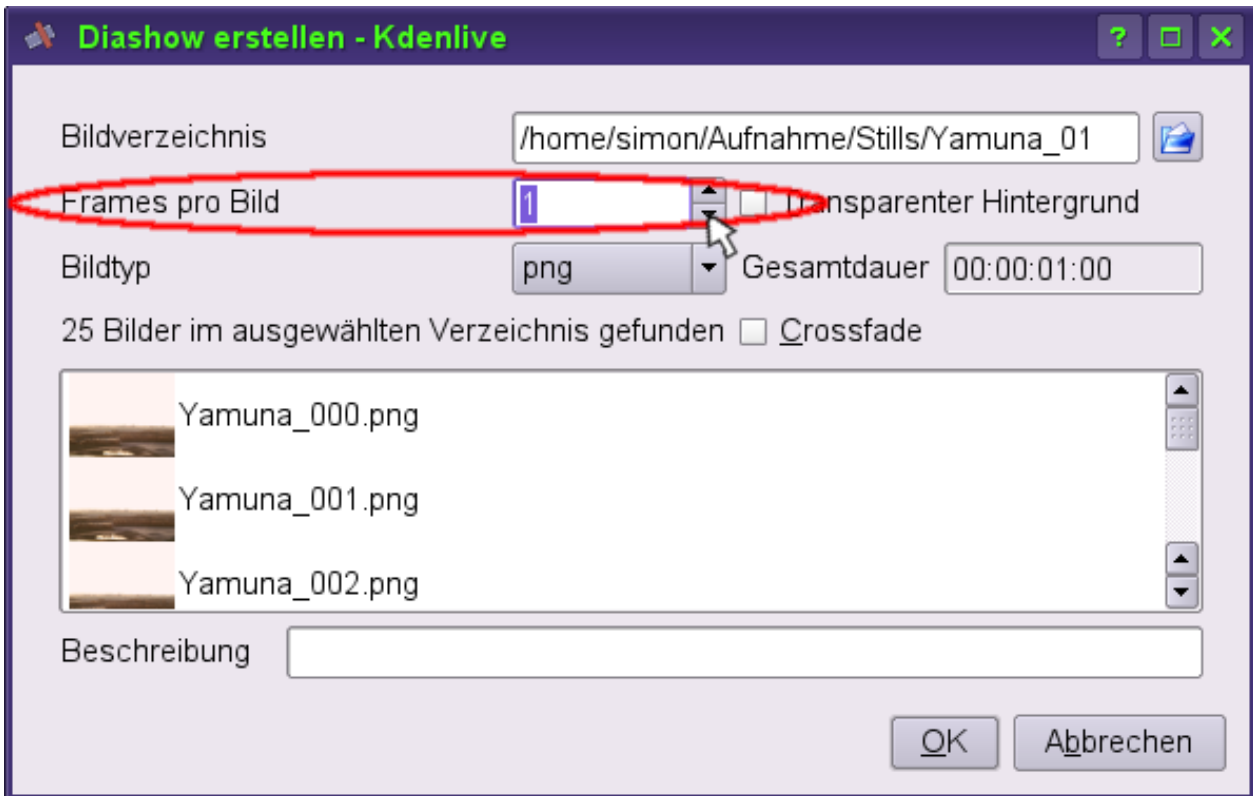 Diashow erstellen - Kdenlive ?
Bildverzeichnis /home/simon/Aufnahme/Stills/Yamuna_01
Frames pro Bild 1 Transparenter Hintergrund
Bildtyp png Gesamtdauer 00:00:01:00
25 Bilder im ausgewählten Verzeichnis gefunden Crossfade
Yamuna_000.png
Yamuna_001.png
Yamuna_002.png
Beschreibung
OK Abbrechen